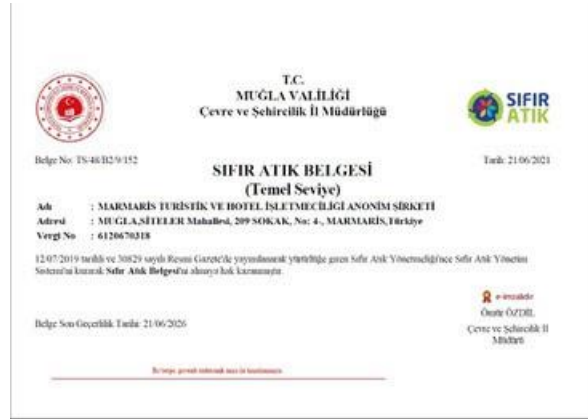 T.C.
MUĞLA VALİLİĞİ
Çevre ve Şehircilik İl Müdürlüğü
SIFIR
ATIK
Belge No: TS/48/B2/9/152
Tarih: 21/06/2021
SIFIR ATIK BELGESİ
(Temel Seviye)
Adı : MARMARİS TURİSTİK VE HOTEL İŞLETMECİLİĞİ ANONİM ŞİRKETİ
Adresi : MUĞLA,SİTELER Mahallesi, 209 SOKAK, No: 4-, MARMARİS,Türkiye
Vergi No : 6120670318
12/07/2019 tarihli ve 30829 sayılı Resmi Gazete'de yayımlanarak yürürlüğe giren Sıfır Atık Yönetmeliği'nce Sıfır Atık Yönetim
Sistemi'ni kurarak Sıfır Atık Belgesi'ni almaya hak kazanmıştır.
e-imzalıdır
ÖZDİL
Çevre ve Şehircilik İl
Müdürü
Belge Son Geçerlilik Tarihi: 21/06/2026